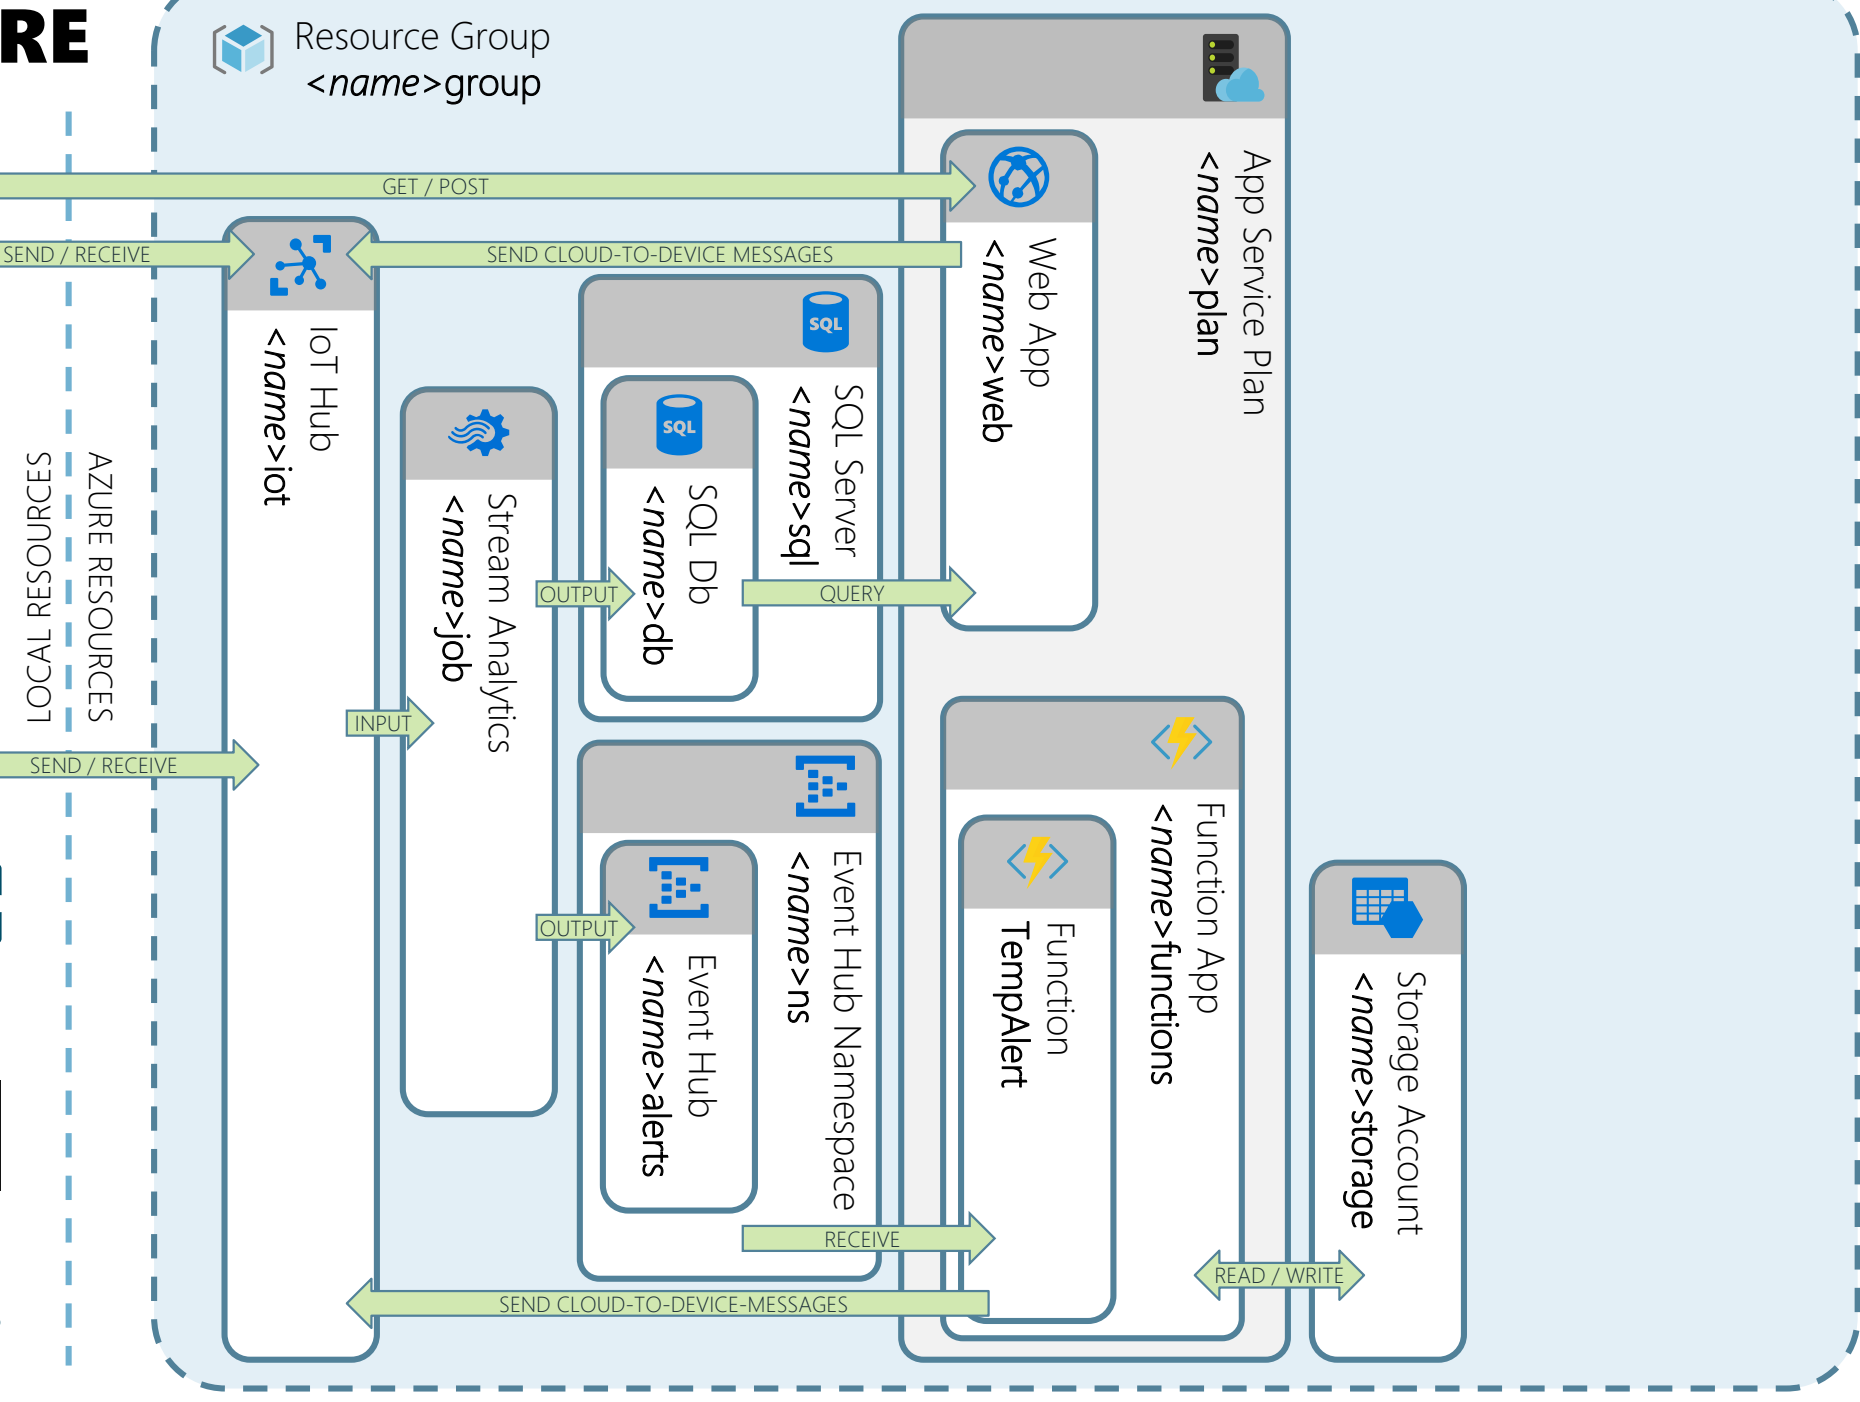 RE
Resource Group
<name>group
GET / POST
SEND / RECEIVE
SEND CLOUD-TO-DEVICE MESSAGES
App Service Plan
<name>plan
Web App
<name>web
IoT Hub
<name>iot
SQL
SQL Server
<name>sql
SQL
SQL Db
<name>db
Stream Analytics
<name>job
LOCAL RESOURCES
AZURE RESOURCES
OUTPUT
QUERY
INPUT
SEND / RECEIVE
Event Hub Namespace
<name>ns
Event Hub
<name>alerts
OUTPUT
Function App
<name>functions
Function
TempAlert
Storage Account
<name>storage
RECEIVE
READ / WRITE
SEND CLOUD-TO-DEVICE-MESSAGES